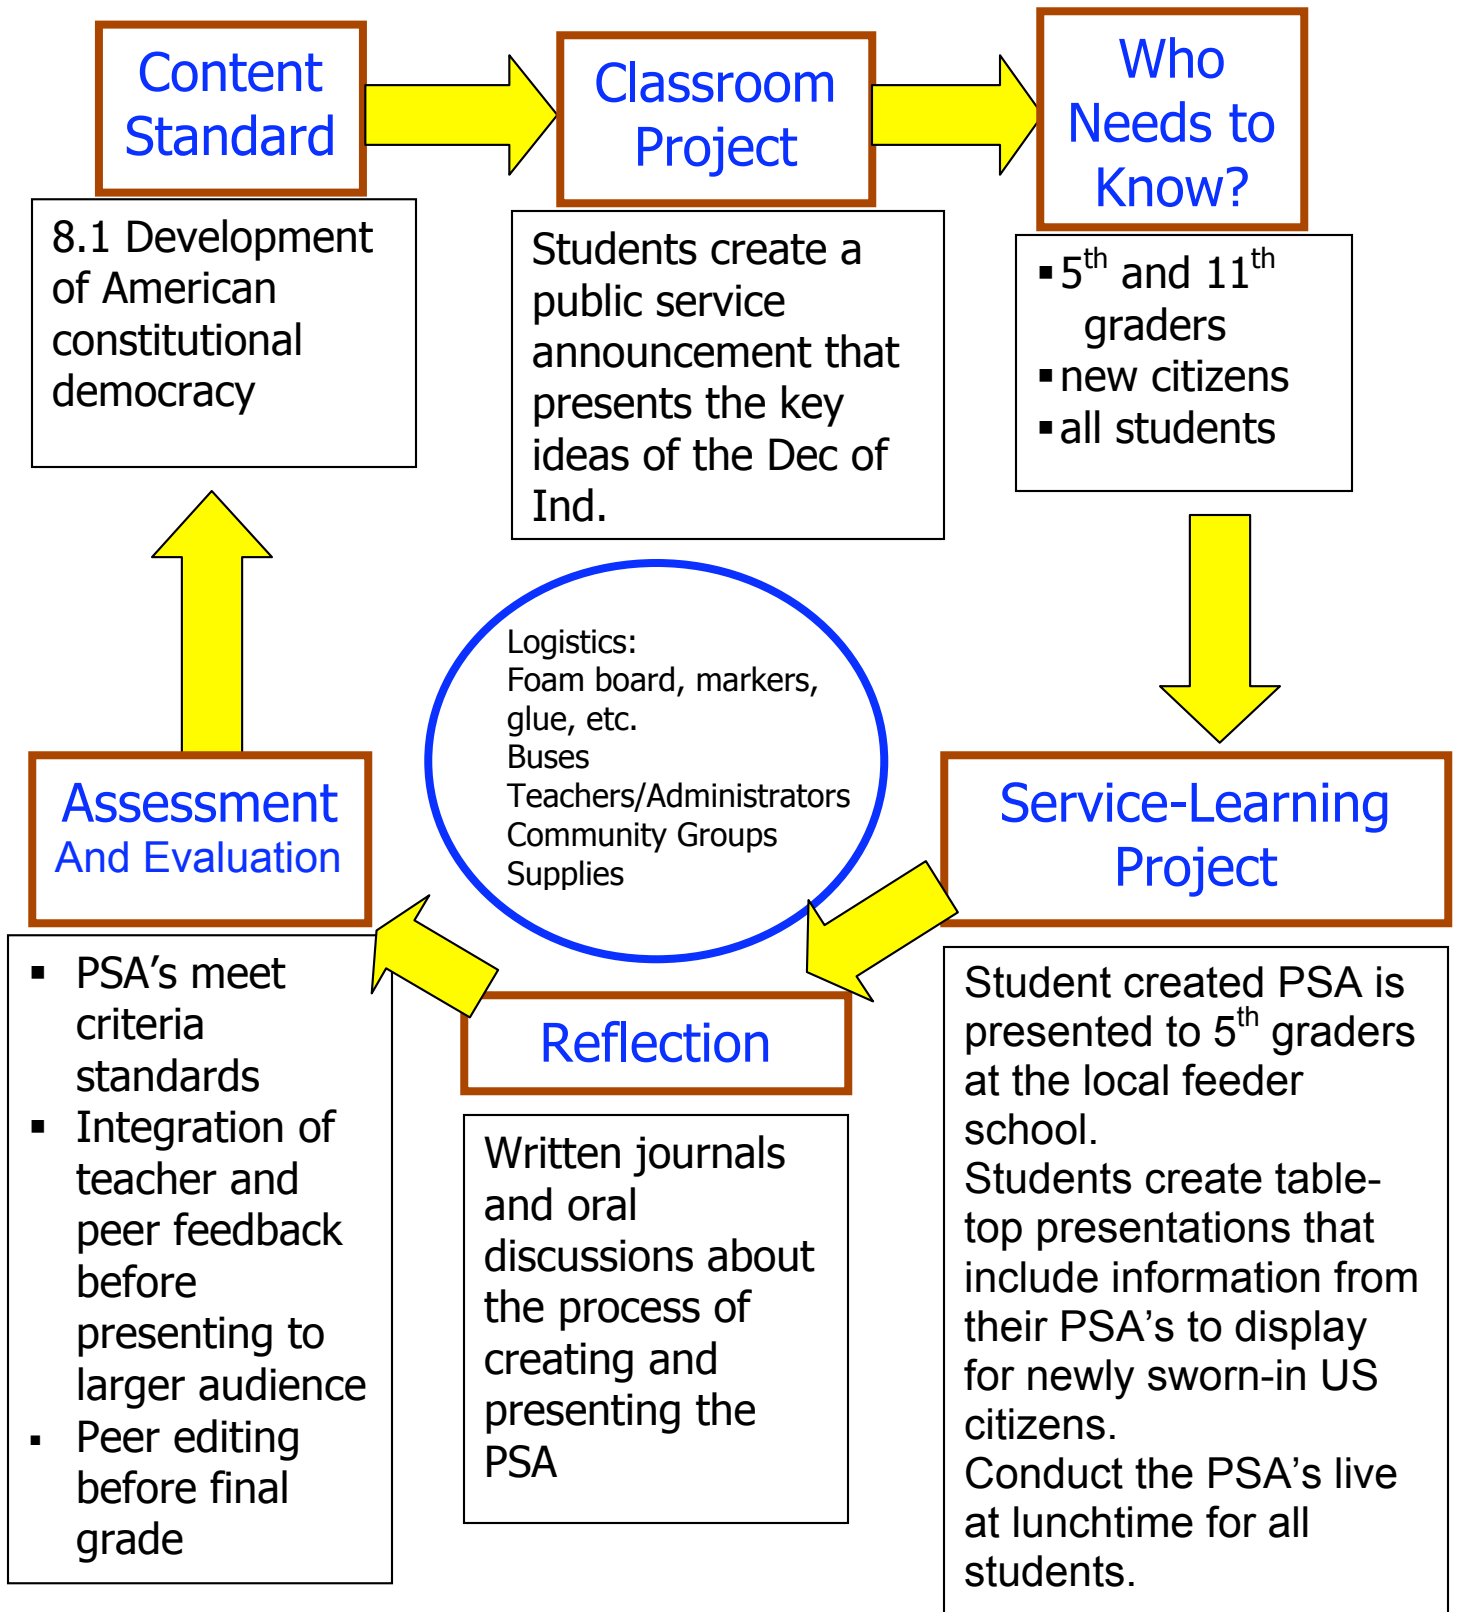 Content
Standard
8.1 Development
of American
constitutional
democracy
Classroom
Project
Students create a
public service
announcement that
presents the key
ideas of the Dec of
Ind.
Who
Needs to
Know?
▪5th and 11th
graders
▪new citizens
▪all students
Service-Learning
Project
Student created PSA is
presented to 5th graders
at the local feeder
school.
Students create table-
top presentations that
include information from
their PSA’s to display
for newly sworn-in US
citizens.
Conduct the PSA’s live
at lunchtime for all
students.
Reflection
Written journals
and oral
discussions about
the process of
creating and
presenting the
PSA
Assessment
And Evaluation
▪ PSA’s meet
criteria
standards
▪ Integration of
teacher and
peer feedback
before
presenting to
larger audience
▪ Peer editing
before final
grade
Logistics:
Foam board, markers,
glue, etc.
Buses
Teachers/Administrators
Community Groups
Supplies